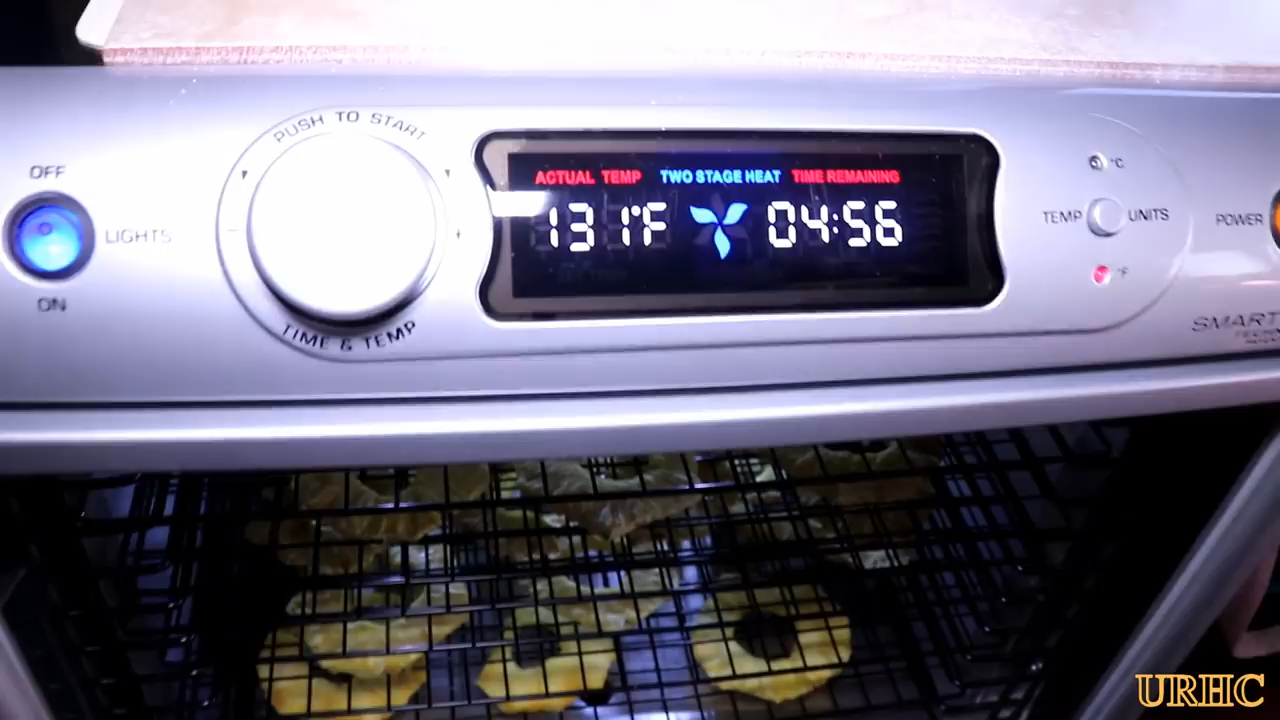 OFF
LIGHTS
ON
PUSH TO START
TIME & TEMP
ACTUAL TEMP TWO STAGE HEAT TIME REMAINING
131°F 04:56
°C
TEMP UNITS
°F
POWER
SMART
URHC